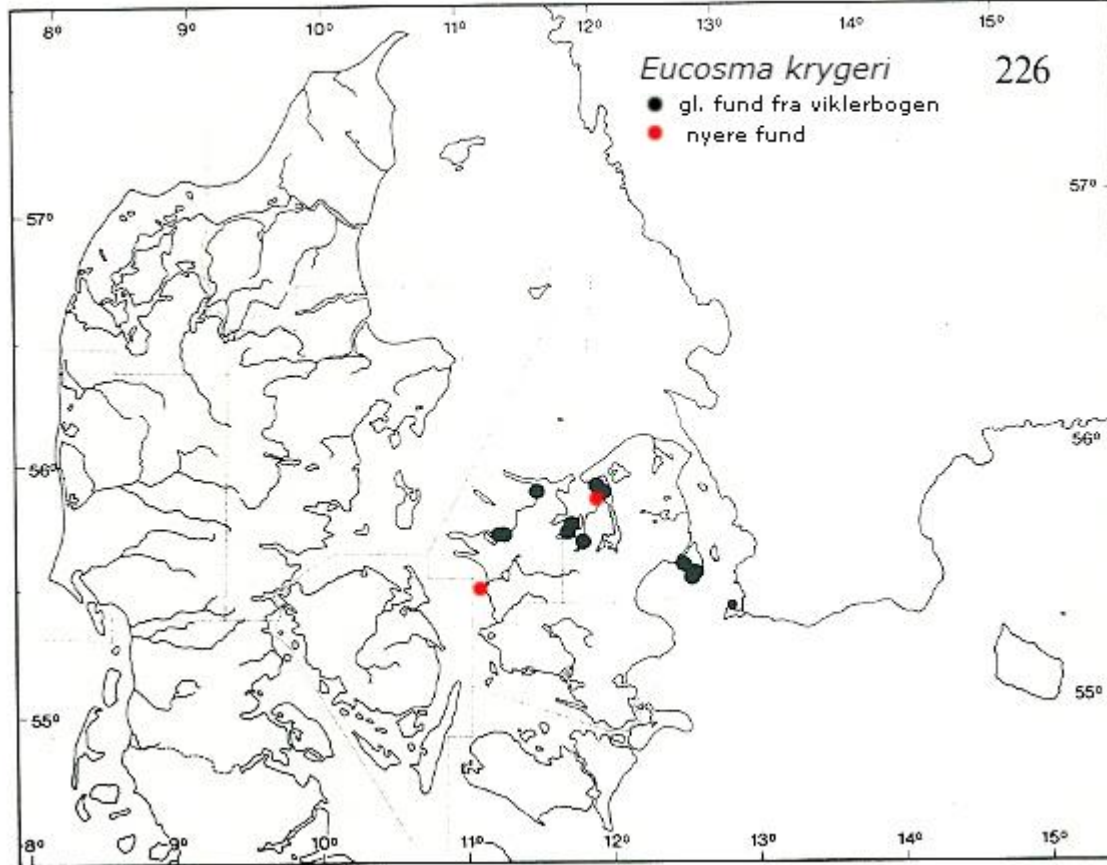 8° 9° 10° 11° 12° 13° 14° 15°
Eucosma krygeri 226
gl. fund fra viklerbogen
nyere fund
57° 57°
56° 56°
55° 55°
8° 9° 10° 11° 12° 13° 14° 15°